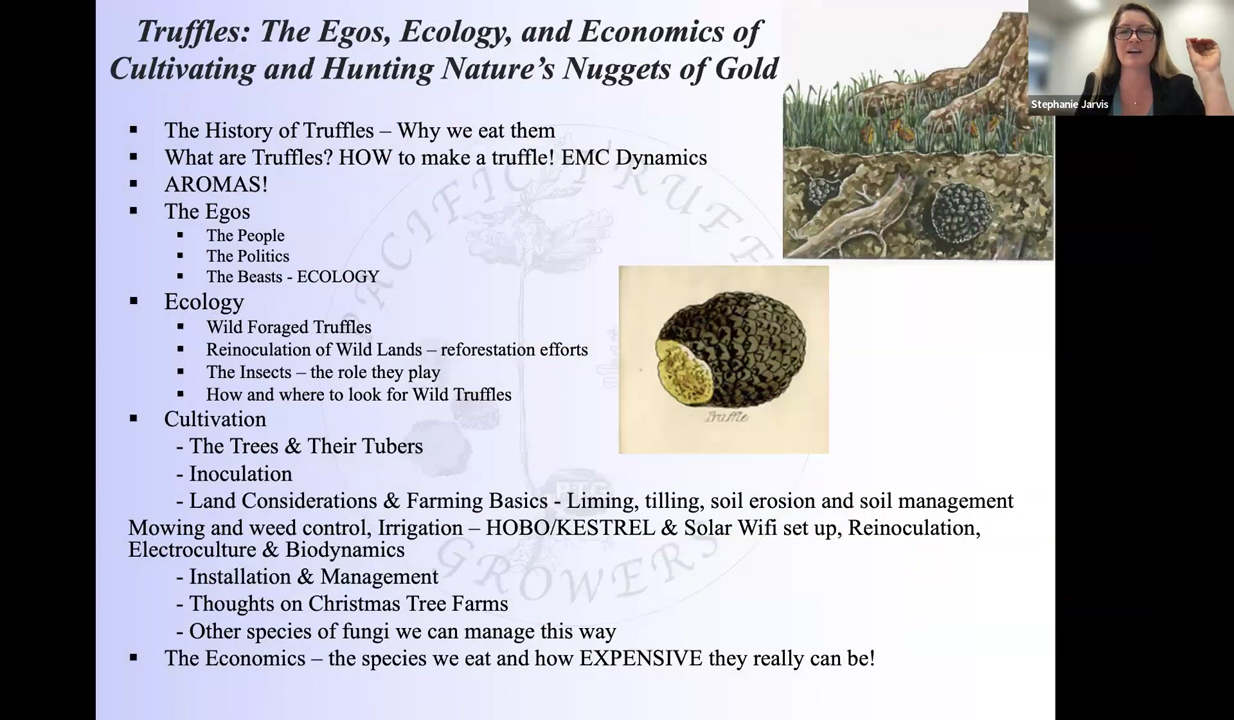 Truffles: The Egos, Ecology, and Economics of
Cultivating and Hunting Nature's Nuggets of Gold
Stephanie Jarvis
▪ The History of Truffles – Why we eat them
▪ What are Truffles? HOW to make a truffle! EMC Dynamics
▪ AROMAS!
▪ The Egos
▪ The People
▪ The Politics
▪ The Beasts - ECOLOGY
▪ Ecology
▪ Wild Foraged Truffles
▪ Reinoculation of Wild Lands – reforestation efforts
▪ The Insects – the role they play
▪ How and where to look for Wild Truffles
Truffle
▪ Cultivation
- The Trees & Their Tubers
- Inoculation
- Land Considerations & Farming Basics - Liming, tilling, soil erosion and soil management
Mowing and weed control, Irrigation – HOBO/KESTREL & Solar Wifi set up, Reinoculation,
Electroculture & Biodynamics
- Installation & Management
- Thoughts on Christmas Tree Farms
- Other species of fungi we can manage this way
▪ The Economics – the species we eat and how EXPENSIVE they really can be!
PACIFIC TRUFF
GROWERS